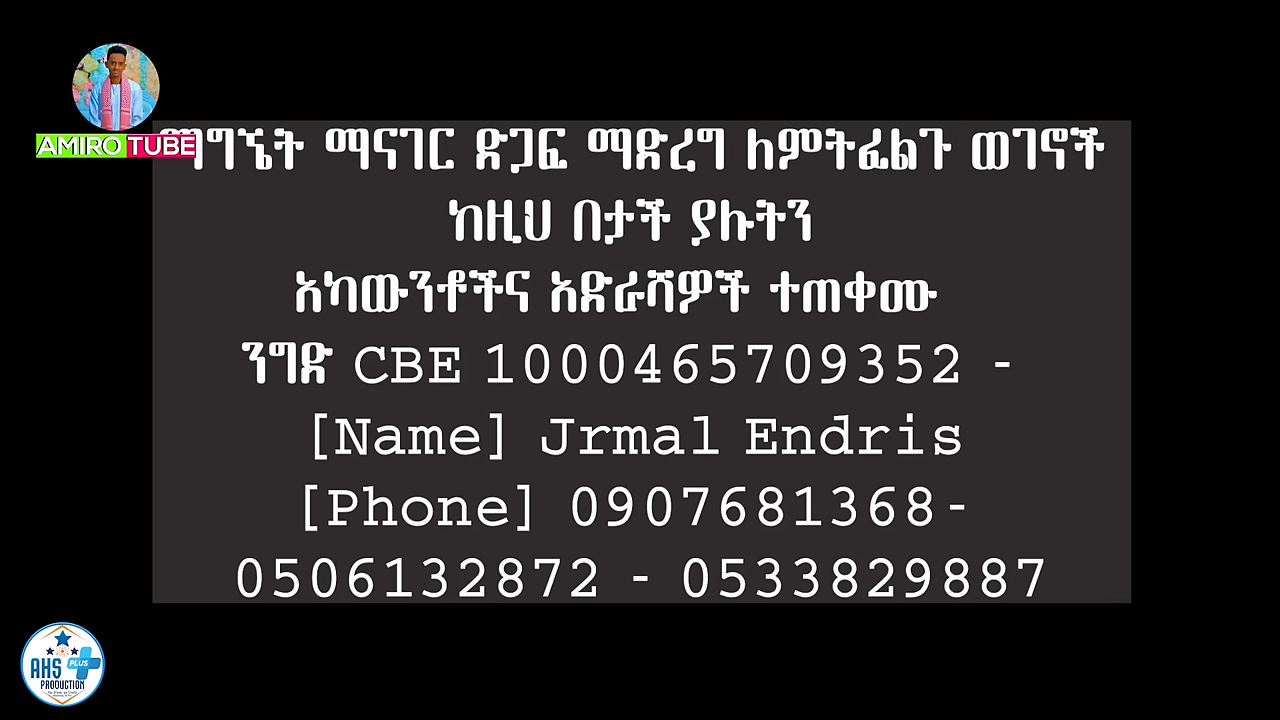 AMIRO TUBE
ማግኜት ማናገር ድጋፍ ማድረግ ለምትፈልጉ ወገኖች
ከዚህ በታች ያሉትን
አካውንቶችና አድራሻዎች ተጠቀሙ
ንግድ CBE 1000465709352 -
[Name] Jrmal Endris
[Phone] 0907681368-
0506132872 - 0533829887
AHS PLUS
PRODUCTION